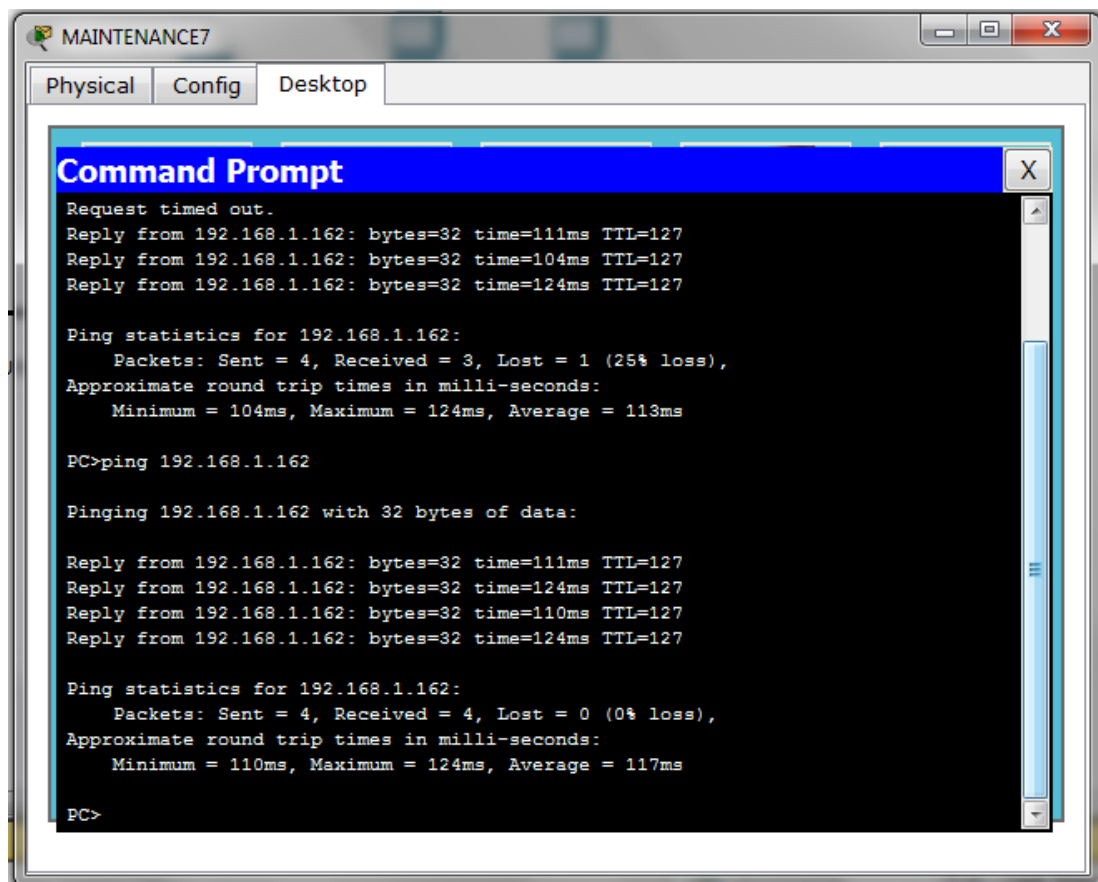 MAINTENANCE7
Physical Config Desktop
Command Prompt
X
Request timed out.
Reply from 192.168.1.162: bytes=32 time=111ms TTL=127
Reply from 192.168.1.162: bytes=32 time=104ms TTL=127
Reply from 192.168.1.162: bytes=32 time=124ms TTL=127
Ping statistics for 192.168.1.162:
Packets: Sent = 4, Received = 3, Lost = 1 (25% loss),
Approximate round trip times in milli-seconds:
Minimum = 104ms, Maximum = 124ms, Average = 113ms
PC>ping 192.168.1.162
Pinging 192.168.1.162 with 32 bytes of data:
Reply from 192.168.1.162: bytes=32 time=111ms TTL=127
Reply from 192.168.1.162: bytes=32 time=124ms TTL=127
Reply from 192.168.1.162: bytes=32 time=110ms TTL=127
Reply from 192.168.1.162: bytes=32 time=124ms TTL=127
Ping statistics for 192.168.1.162:
Packets: Sent = 4, Received = 4, Lost = 0 (0% loss),
Approximate round trip times in milli-seconds:
Minimum = 110ms, Maximum = 124ms, Average = 117ms
PC>